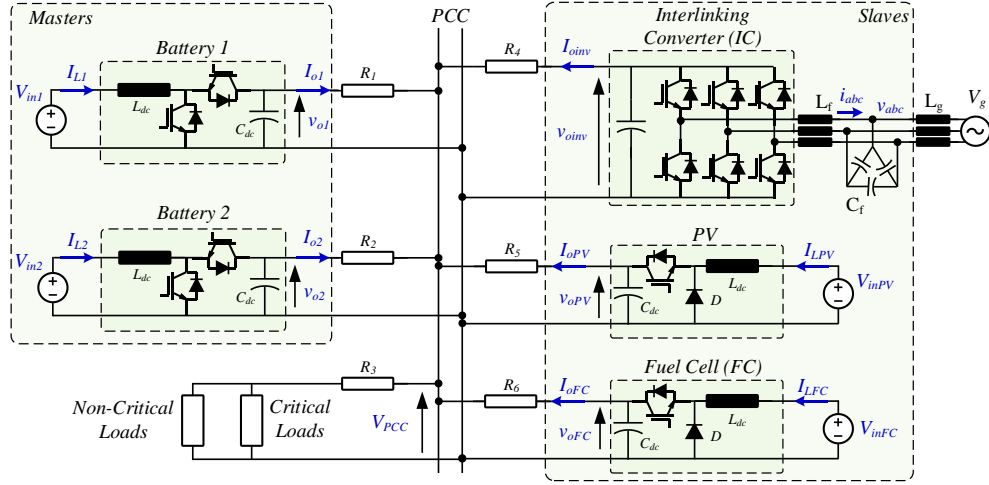 Masters
PCC
Interlinking
Converter (IC)
Slaves
Battery 1
V_in1
I_L1
L_dc
C_dc
I_o1
v_o1
R_1
R_4
I_oinv
v_oinv
L_f
i_abc
v_abc
L_g
V_g
C_f
Battery 2
V_in2
I_L2
L_dc
C_dc
I_o2
v_o2
R_2
R_5
I_oPV
v_oPV
PV
C_dc
D
L_dc
I_LPV
V_inPV
Non-Critical
Loads
Critical
Loads
R_3
V_PCC
R_6
I_oFC
v_oFC
Fuel Cell (FC)
C_dc
D
L_dc
I_LFC
V_inFC